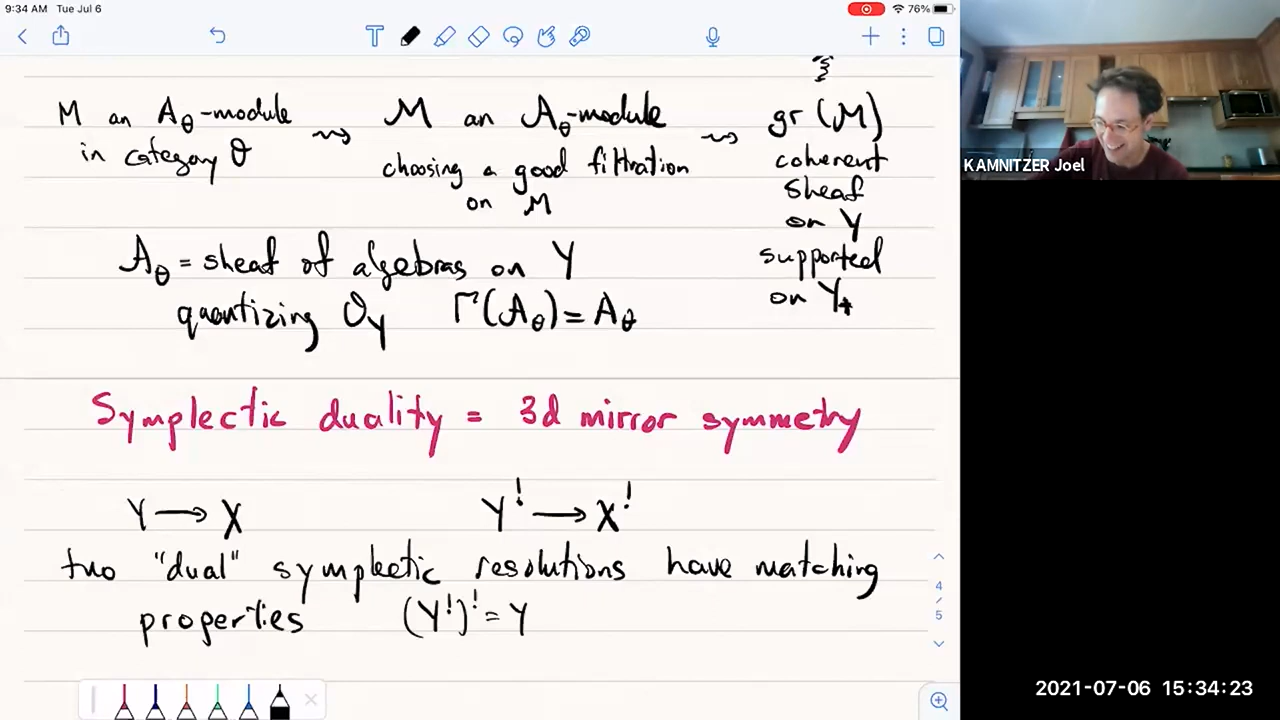 9:34 AM Tue Jul 6
76%
M an A_θ-module
in category O
⇝ M an A_θ-module
choosing a good filtration
on M
⇝ gr(M)
coherent
sheaf
on Y
supported
on Y₊
A_θ = sheaf of algebras on Y
quantizing O_Y Γ(A_θ) = A_θ
Symplectic duality = 3d mirror symmetry
Y → X Y^! → X^!
two "dual" symplectic resolutions have matching
properties (Y^!)^! = Y
4
/
5
KAMNITZER Joel
2021-07-06 15:34:23